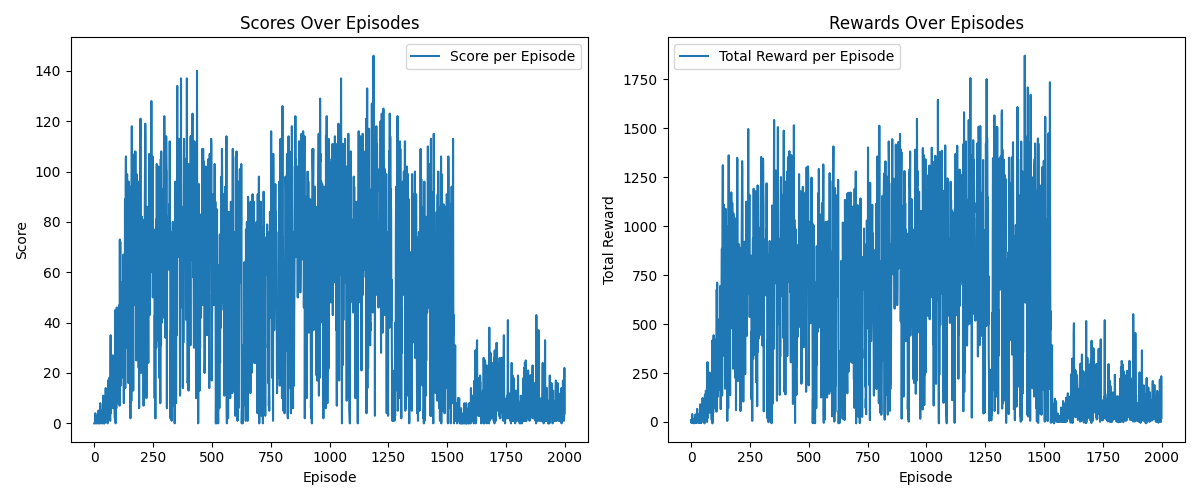 Scores Over Episodes
Score per Episode
140
120
100
80
60
40
20
0
Score
0 250 500 750 1000 1250 1500 1750 2000
Episode
Rewards Over Episodes
Total Reward per Episode
1750
1500
1250
1000
750
500
250
0
Total Reward
0 250 500 750 1000 1250 1500 1750 2000
Episode